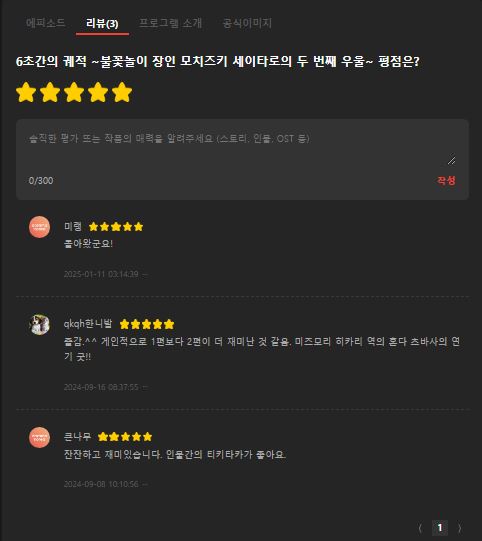 에피소드 리뷰(3) 프로그램 소개 공식이미지
6초간의 궤적 ~불꽃놀이 장인 모치즈키 세이타로의 두 번째 우울~ 평점은?
솔직한 평가 또는 작품의 매력을 알려주세요 (스토리, 인물, OST 등)
0/300 작성
미령
돌아왔군요!
2025-01-11 03:14:39
qkqh한니발
즐감.^^ 게인적으로 1편보다 2편이 더 재미난 것 같음. 미즈모리 히카리 역의 혼다 츠바사의 연
기 굿!!
2024-09-16 08:37:55
큰나무
잔잔하고 재미있습니다. 인물간의 티키타카가 좋아요.
2024-09-08 10:10:56
〈 1 〉